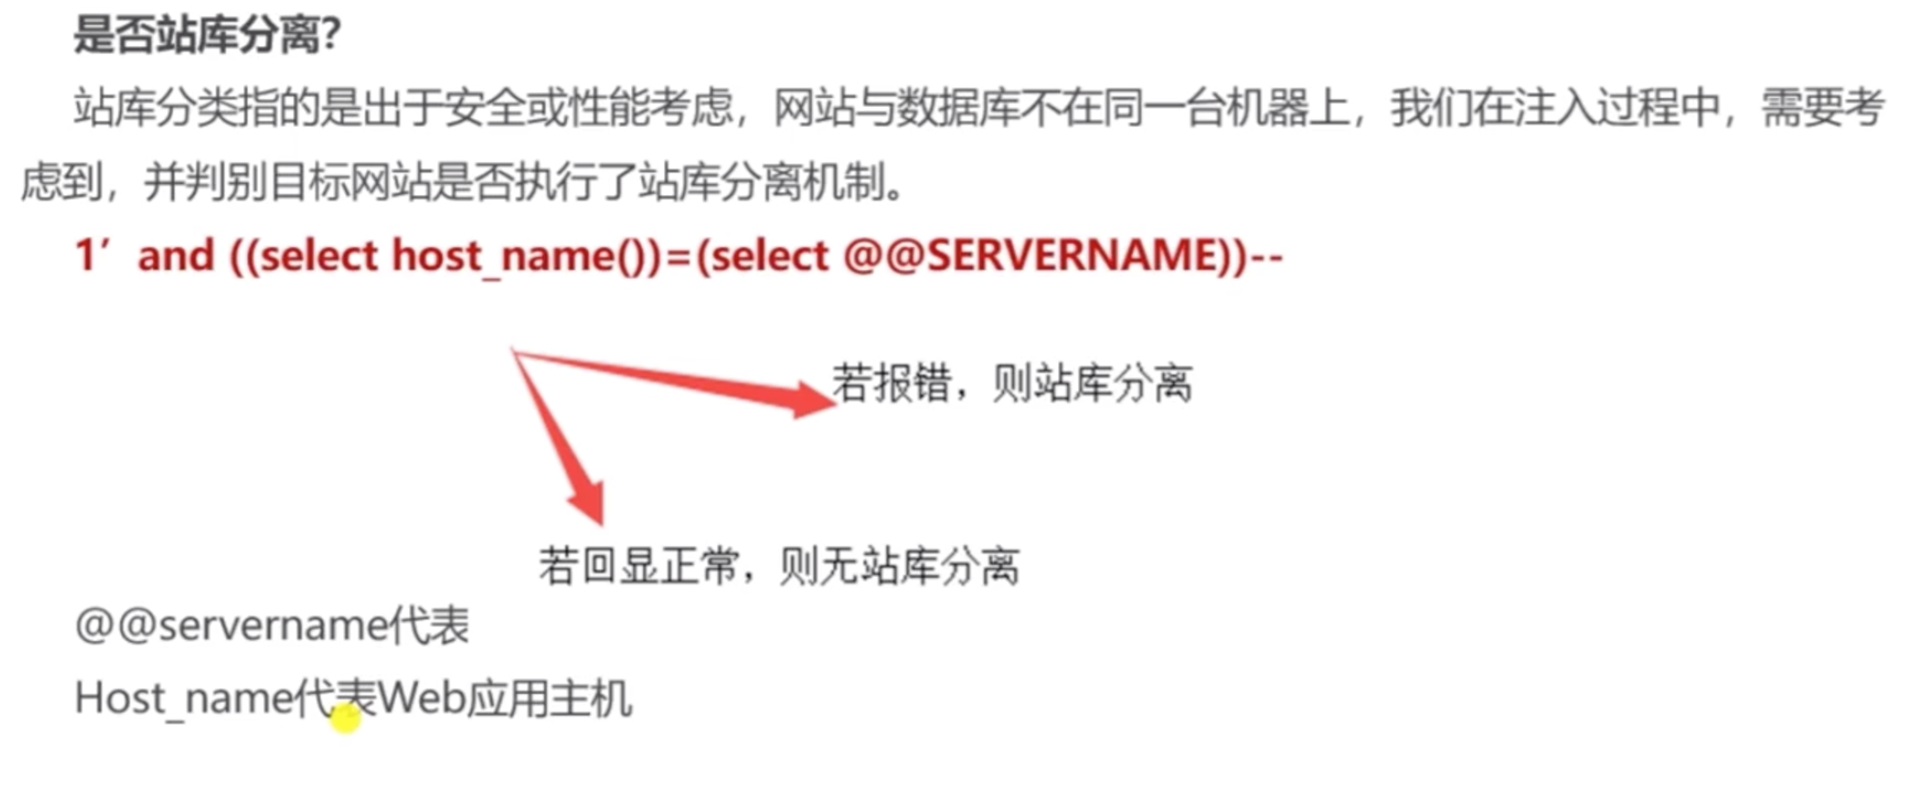 是否站库分离?
站库分类指的是出于安全或性能考虑，网站与数据库不在同一台机器上，我们在注入过程中，需要考
虑到，并判别目标网站是否执行了站库分离机制。
1′ and ((select host_name())=(select @@SERVERNAME))--
若报错，则站库分离
若回显正常，则无站库分离
@@servername代表
Host_name代表Web应用主机